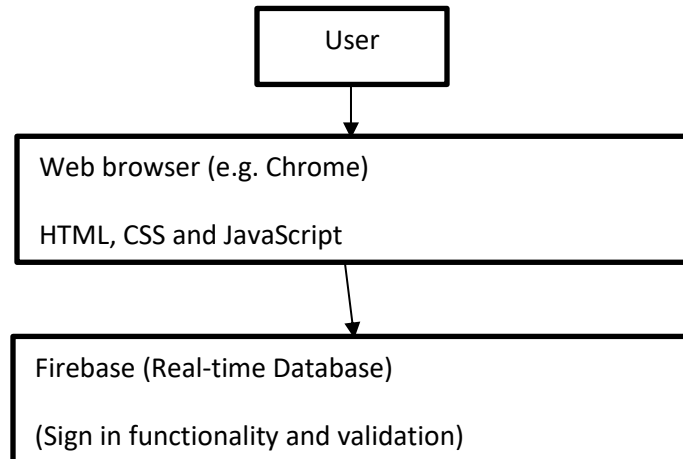 User
Web browser (e.g. Chrome)
HTML, CSS and JavaScript
Firebase (Real-time Database)
(Sign in functionality and validation)